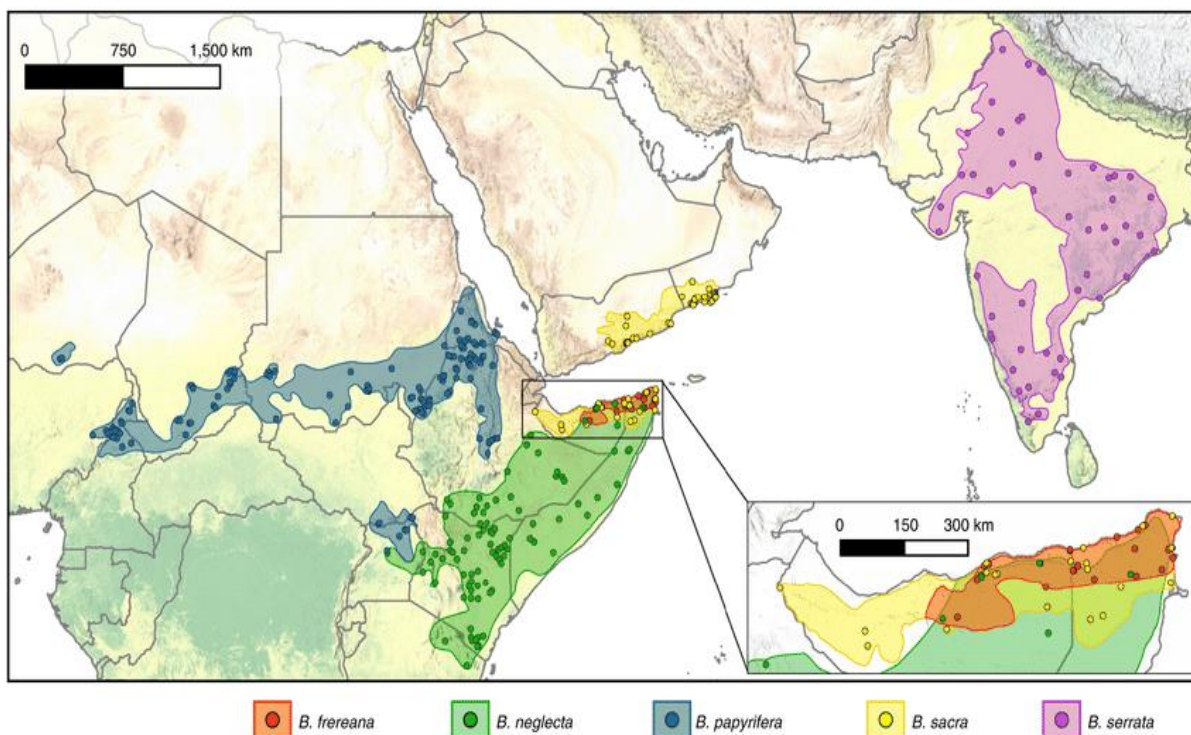 0 750 1,500 km
0 150 300 km
B. frereana B. neglecta B. papyrifera B. sacra B. serrata